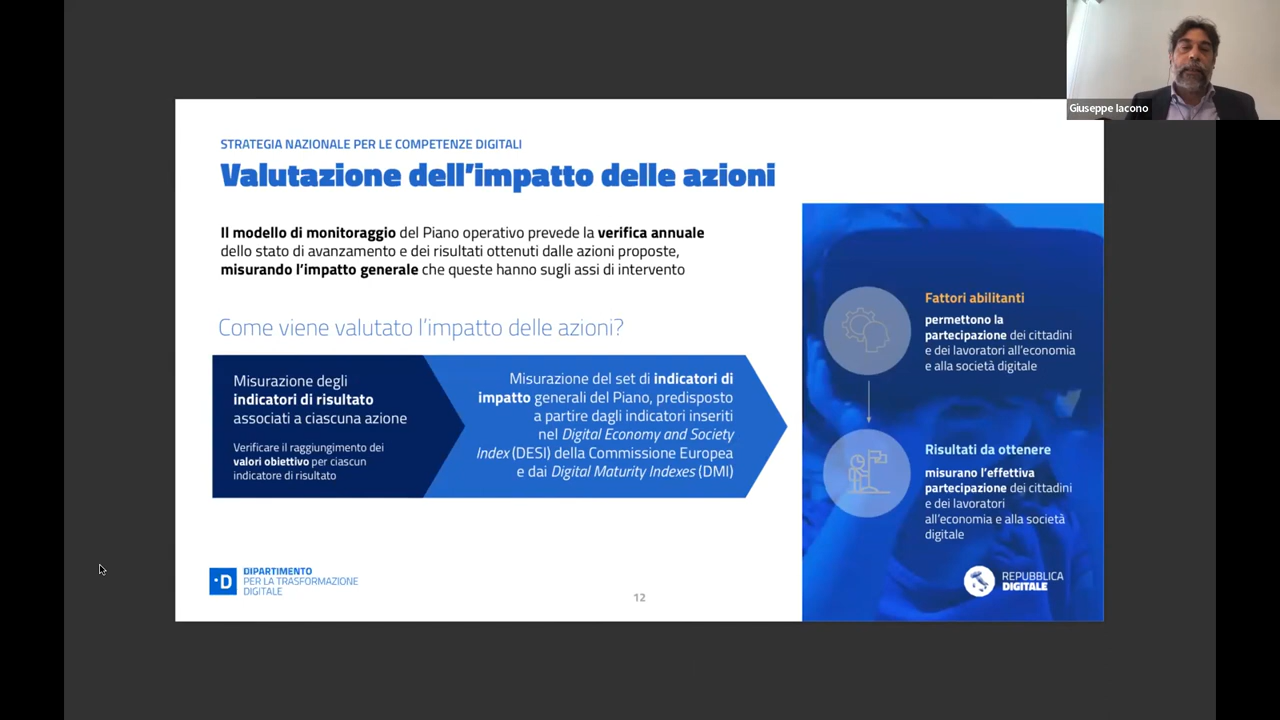 Giuseppe Iacono
STRATEGIA NAZIONALE PER LE COMPETENZE DIGITALI
Valutazione dell'impatto delle azioni
Il modello di monitoraggio del Piano operativo prevede la verifica annuale
dello stato di avanzamento e dei risultati ottenuti dalle azioni proposte,
misurando l'impatto generale che queste hanno sugli assi di intervento
Come viene valutato l'impatto delle azioni?
Misurazione degli
indicatori di risultato
associati a ciascuna azione
Verificare il raggiungimento dei
valori obiettivo per ciascun
indicatore di risultato
Misurazione del set di indicatori di
impatto generali del Piano, predisposto
a partire dagli indicatori inseriti
nel Digital Economy and Society
Index (DESI) della Commissione Europea
e dai Digital Maturity Indexes (DMI)
Fattori abilitanti
permettono la
partecipazione dei cittadini
e dei lavoratori all'economia
e alla società digitale
Risultati da ottenere
misurano l'effettiva
partecipazione dei cittadini
e dei lavoratori
all'economia e alla società
digitale
·D
DIPARTIMENTO
PER LA TRASFORMAZIONE
DIGITALE
12
REPUBBLICA
DIGITALE